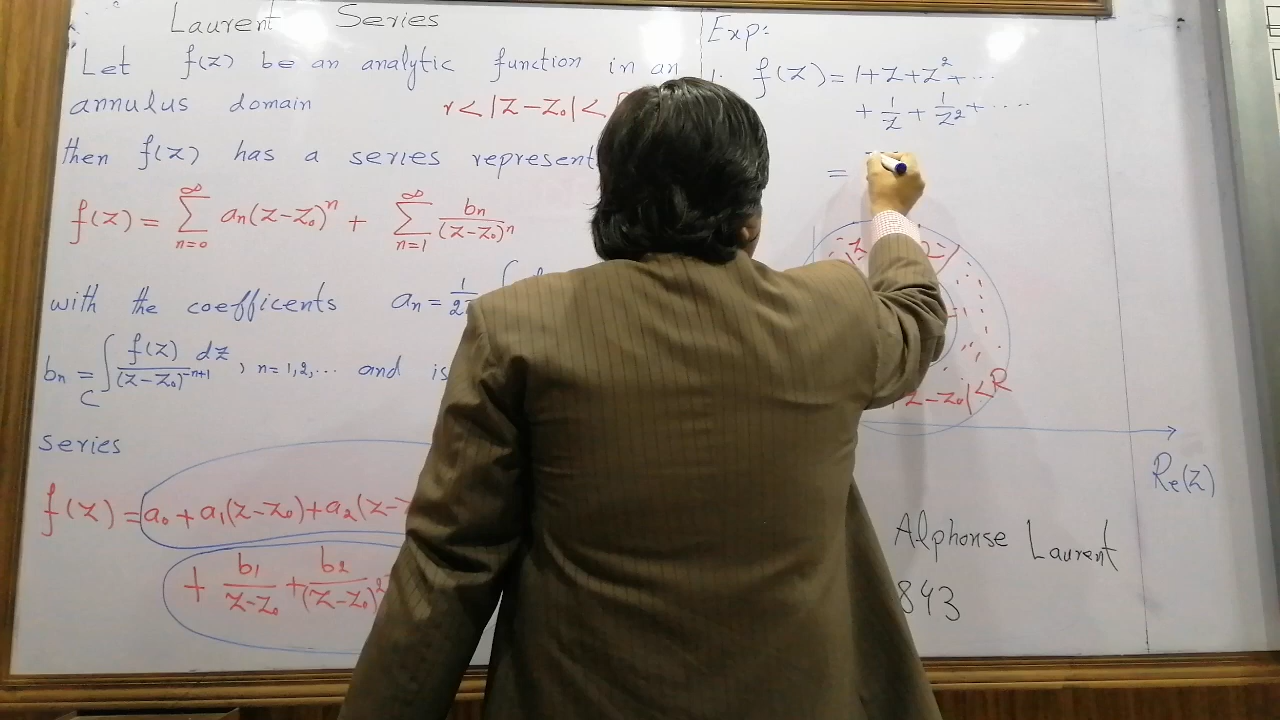 Laurent Series
Let f(z) be an analytic function in an
annulus domain r < |z-z₀| <
then f(z) has a series represent
f(z) = ∑_{n=0}^{∞} aₙ(z-z₀)ⁿ + ∑_{n=1}^{∞} bₙ/(z-z₀)ⁿ
with the coefficents aₙ = 1/2
bₙ = ∫_C f(z) dz/(z-z₀)^{-n+1}, n=1,2,... and is
series
f(z) = a₀ + a₁(z-z₀) + a₂(z-
+ b₁/(z-z₀) + b₂/(z-z₀)²
Exp:
1. f(z) = 1+z+z²+...
+ 1/z + 1/z² + ....
=
z-z₀|<R
Re(z)
Alphonse Laurent
843